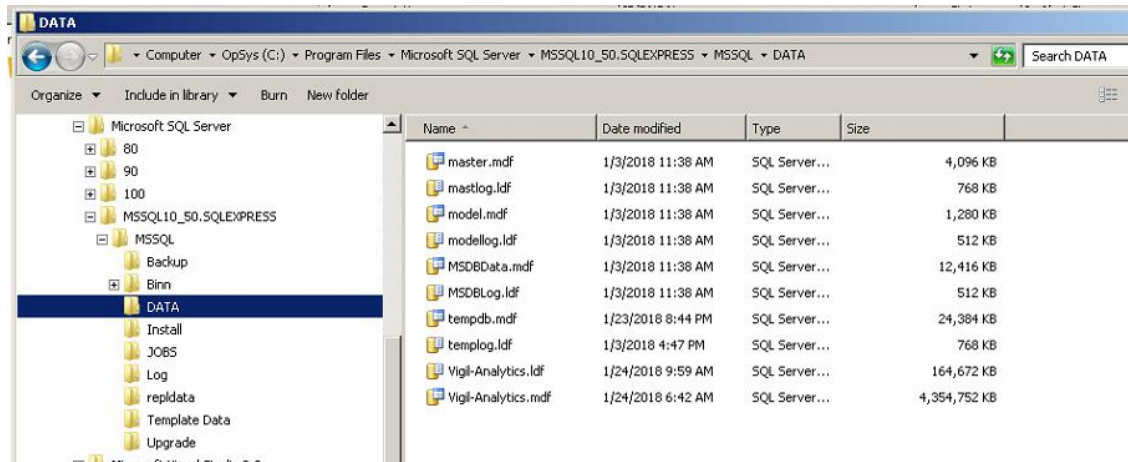 DATA
Computer OpSys (C:) Program Files Microsoft SQL Server MSSQL10_50.SQLEXPRESS MSSQL DATA Search DATA
Organize Include in library Burn New folder
Microsoft SQL Server
80
90
100
MSSQL10_50.SQLEXPRESS
MSSQL
Backup
Binn
DATA
Install
JOBS
Log
repldata
Template Data
Upgrade
Name Date modified Type Size
master.mdf 1/3/2018 11:38 AM SQL Server... 4,096 KB
mastlog.ldf 1/3/2018 11:38 AM SQL Server... 768 KB
model.mdf 1/3/2018 11:38 AM SQL Server... 1,280 KB
modellog.ldf 1/3/2018 11:38 AM SQL Server... 512 KB
MSDBData.mdf 1/3/2018 11:38 AM SQL Server... 12,416 KB
MSDBLog.ldf 1/3/2018 11:38 AM SQL Server... 512 KB
tempdb.mdf 1/23/2018 8:44 PM SQL Server... 24,384 KB
templog.ldf 1/3/2018 4:47 PM SQL Server... 768 KB
Vigil-Analytics.ldf 1/24/2018 9:59 AM SQL Server... 164,672 KB
Vigil-Analytics.mdf 1/24/2018 6:42 AM SQL Server... 4,354,752 KB